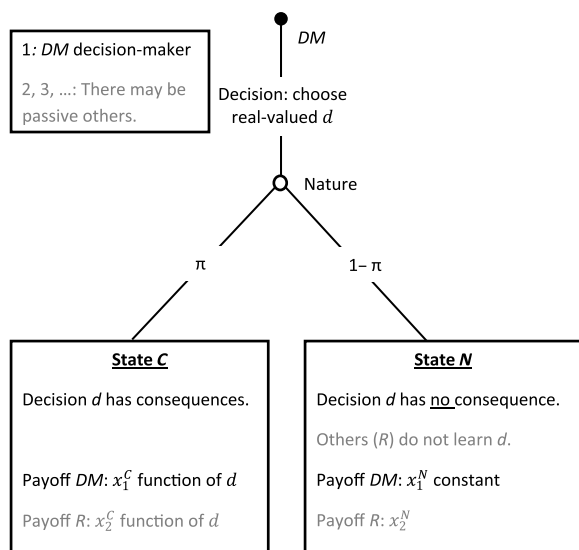 DM
1: DM decision-maker
2, 3, …: There may be
passive others.
Decision: choose
real-valued d
Nature
π
1− π
State C
Decision d has consequences.
Payoff DM: x₁ᶜ function of d
Payoff R: x₂ᶜ function of d
State N
Decision d has no consequence.
Others (R) do not learn d.
Payoff DM: x₁ᴺ constant
Payoff R: x₂ᴺ